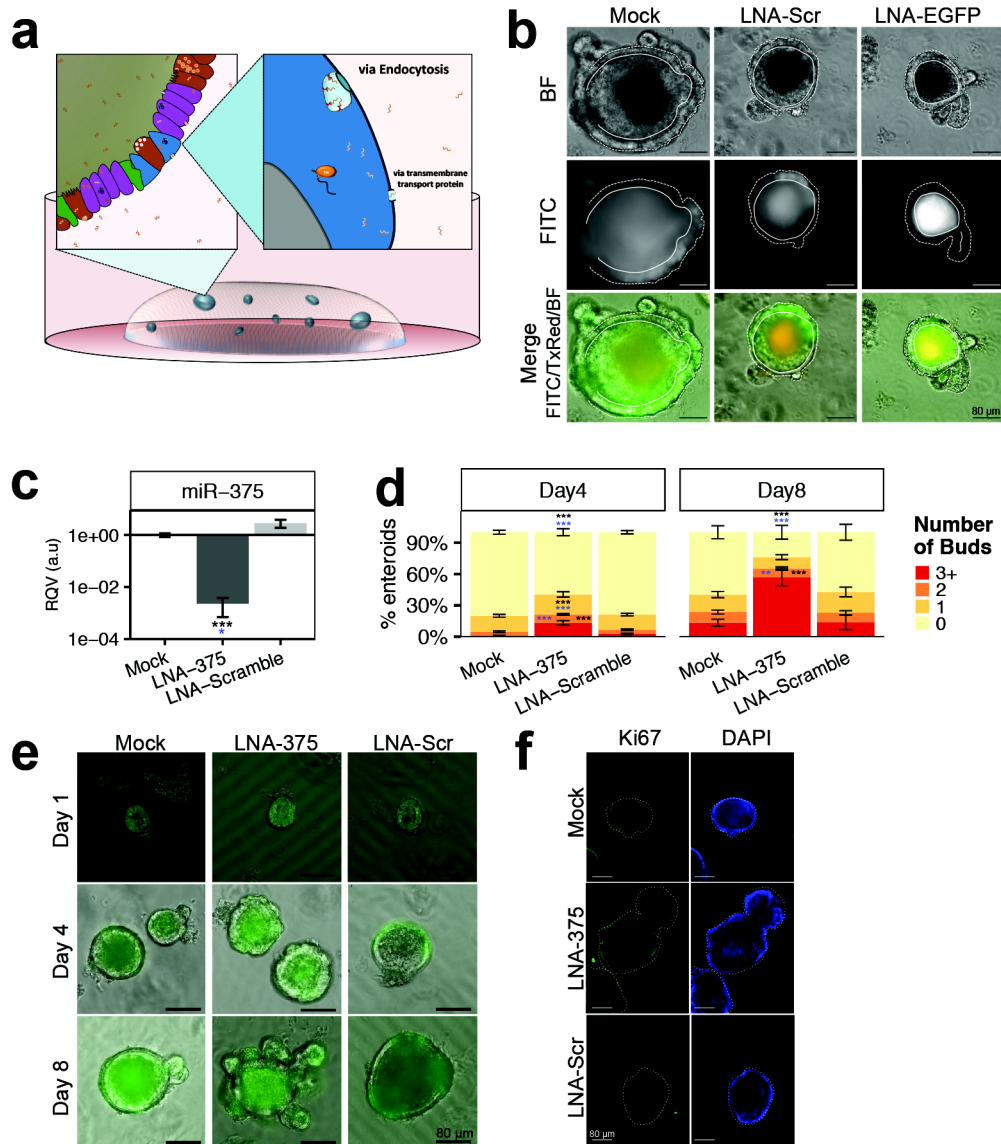 a
via Endocytosis
via transmembrane
transport protein
b
Mock
LNA-Scr
LNA-EGFP
BF
FITC
Merge
FITC/TxRed/BF
80 µm
c
miR−375
RQV (a.u)
1e+00
1e−02
1e−04
***
*
Mock
LNA−375
LNA−Scramble
d
Day4
Day8
% enteroids
90%
60%
30%
0%
***
***
***
***
***
***
***
***
**
***
Mock
LNA−375
LNA−Scramble
Mock
LNA−375
LNA−Scramble
Number
of Buds
3+
2
1
0
e
Mock
LNA-375
LNA-Scr
Day 1
Day 4
Day 8
80 µm
f
Ki67
DAPI
Mock
LNA-375
LNA-Scr
80 µm